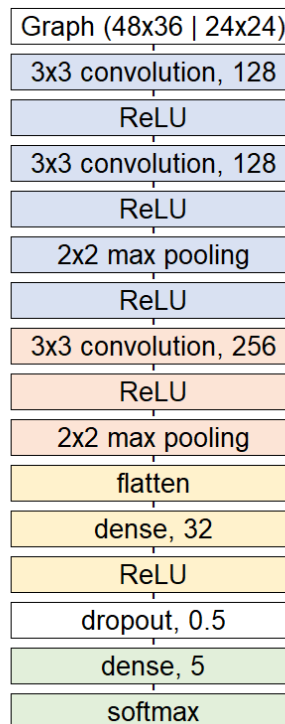 Graph (48x36 | 24x24)
3x3 convolution, 128
ReLU
3x3 convolution, 128
ReLU
2x2 max pooling
ReLU
3x3 convolution, 256
ReLU
2x2 max pooling
flatten
dense, 32
ReLU
dropout, 0.5
dense, 5
softmax